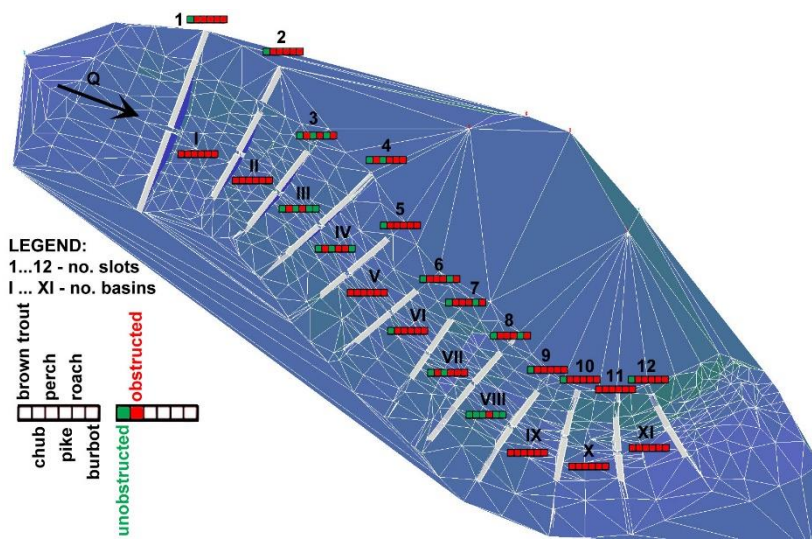 1
2
Q
3
I
4
II
III
5
LEGEND:
1...12 - no. slots
I ... XI - no. basins
IV
V
6
7
VI
8
VII
9
10
11
12
VIII
IX
X
XI
brown trout
perch
roach
chub
pike
burbot
obstructed
unobstructed